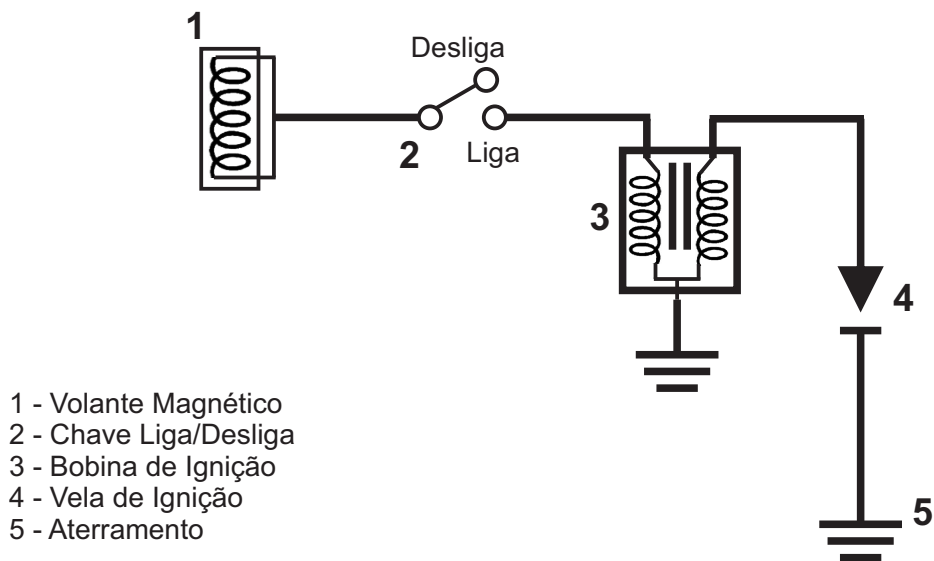 1
Desliga
2
Liga
3
4
5
1 - Volante Magnético
2 - Chave Liga/Desliga
3 - Bobina de Ignição
4 - Vela de Ignição
5 - Aterramento